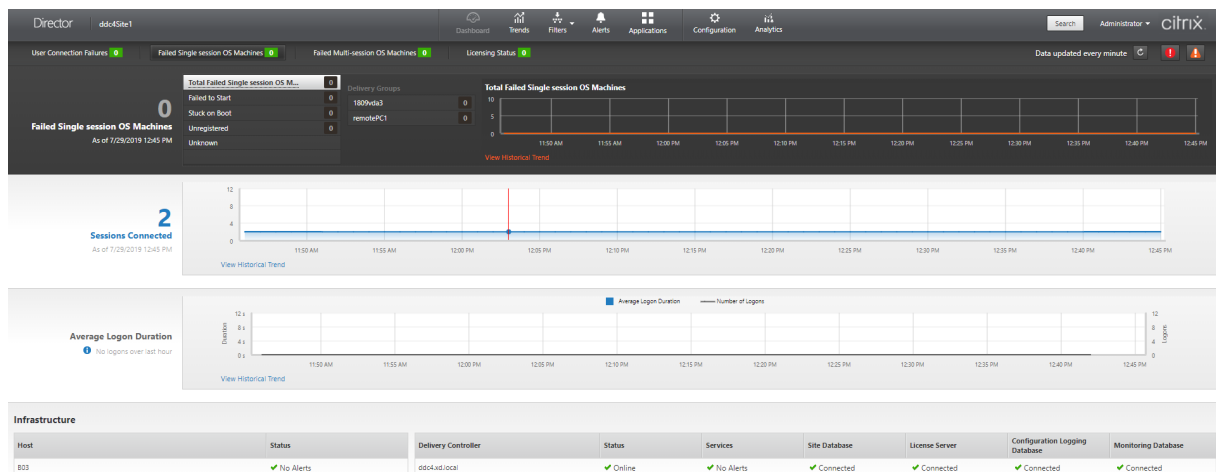 Director ddc4Site1 Dashboard Trends Filters Alerts Applications Configuration Analytics Search Administrator citrix
User Connection Failures 0 Failed Single session OS Machines 0 Failed Multi-session OS Machines 0 Licensing Status 0 Data updated every minute
0
Failed Single session OS Machines
As of 7/29/2019 12:45 PM
Total Failed Single session OS M... 0
Failed to Start 0
Stuck on Boot 0
Unregistered 0
Unknown
Delivery Groups
1809vda3 0
remotePC1 0
Total Failed Single session OS Machines
10
5
0
11:50 AM 11:55 AM 12:00 PM 12:05 PM 12:10 PM 12:15 PM 12:20 PM 12:25 PM 12:30 PM 12:35 PM 12:40 PM 12:45 PM
View Historical Trend
2
Sessions Connected
As of 7/29/2019 12:45 PM
12
8
4
0
11:50 AM 11:55 AM 12:00 PM 12:05 PM 12:10 PM 12:15 PM 12:20 PM 12:25 PM 12:30 PM 12:35 PM 12:40 PM 12:45 PM
View Historical Trend
Average Logon Duration
No logons over last hour
Average Logon Duration Number of Logons
Duration
12 s
8 s
4 s
0 s
12
8
4
0
Logons
11:50 AM 11:55 AM 12:00 PM 12:05 PM 12:10 PM 12:15 PM 12:20 PM 12:25 PM 12:30 PM 12:35 PM 12:40 PM 12:45 PM
View Historical Trend
Infrastructure
Host Status Delivery Controller Status Services Site Database License Server Configuration Logging Database Monitoring Database
B03 No Alerts ddc4.xd.local Online No Alerts Connected Connected Connected Connected